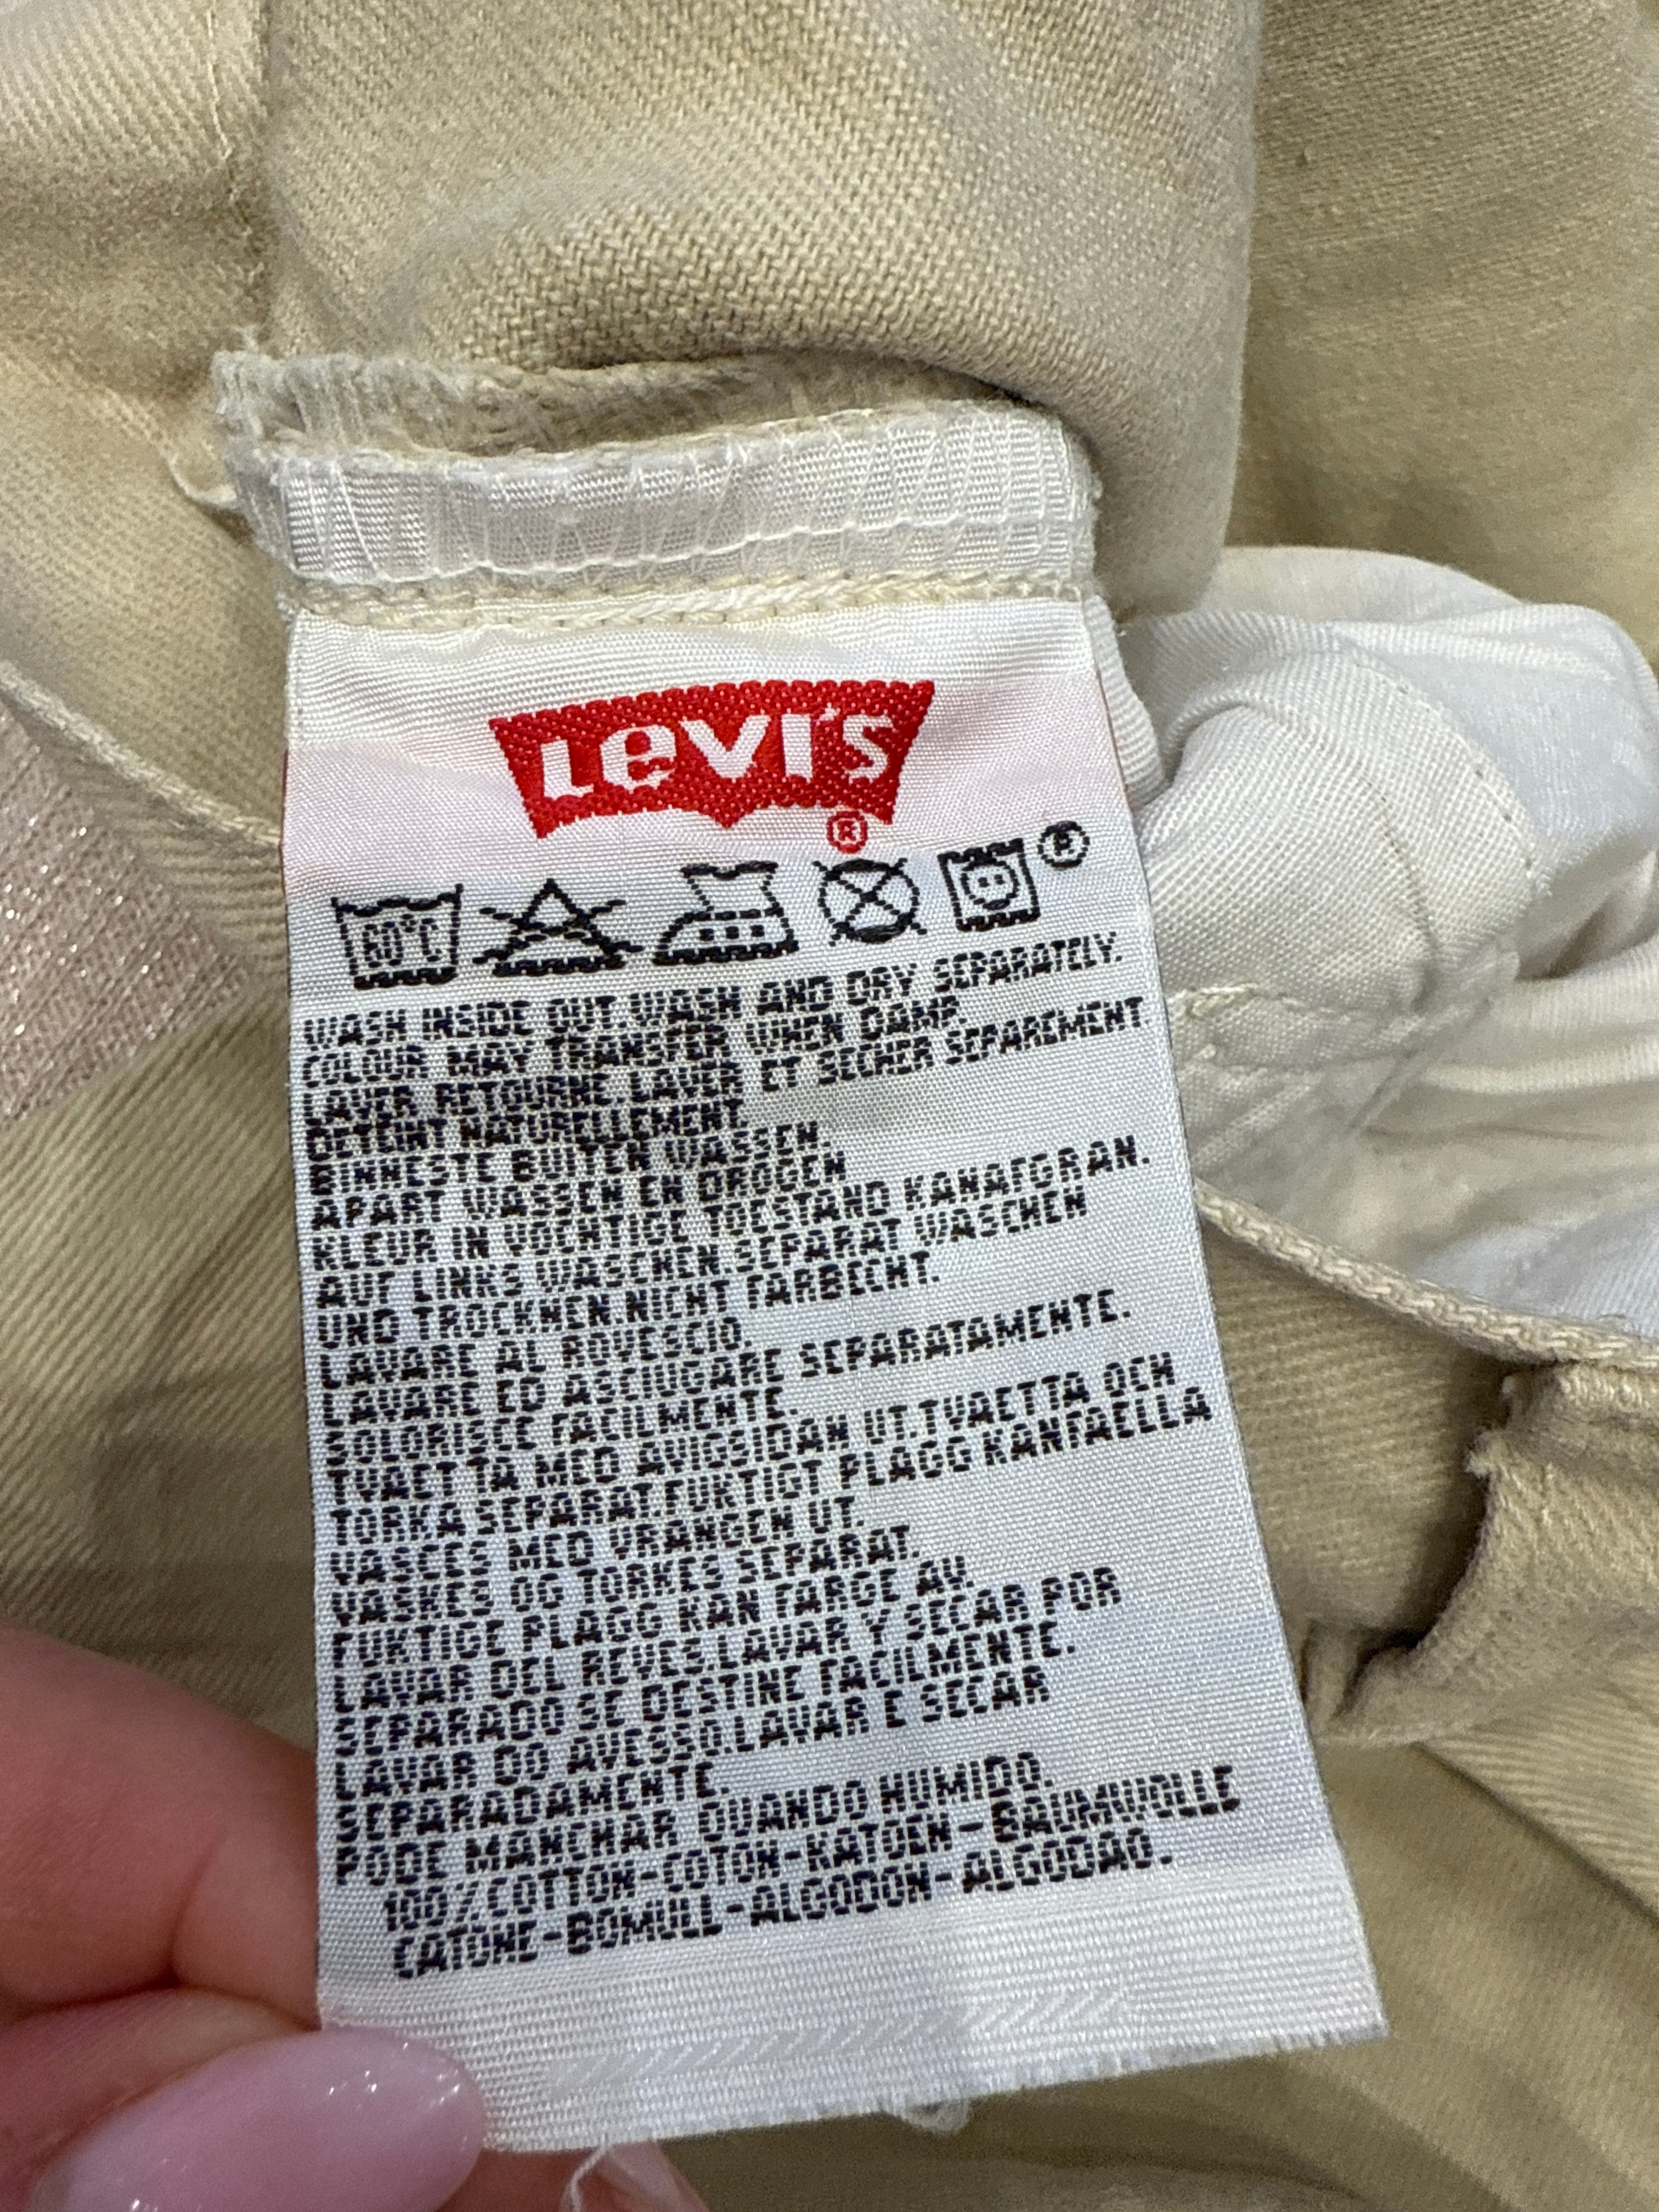 LEVI'S
®
60°C
®
WASH INSIDE OUT.WASH AND DRY SEPARATELY.
COLOUR MAY TRANSFER WHEN DAMP
LAVER RETOURNE.LAVER ET SECHER SEPAREMENT
DETEINT NATURELLEMENT.
BINNESTE BUITEN WASSEN.
APART WASSEN EN DROGEN
KLEUR IN VOCHTIGE TOESTAND KANAFGRAN.
AUF LINKS WASCHEN SEPARAT WASCHEN
UND TROCKNEN.NICHT FARBECHT.
LAVARE AL ROVESCIO.
LAVARE ED ASCIUGARE SEPARATAMENTE.
SOLORISCE FACILMENTE
TVAETTA MED AVIGSIDAN UT.TVAETTA OCH
TORKA SEPARAT.FUKTIGT PLAGG KANFAELLA
VASCES MED VRANGEN UT.
VASKES OG TORKES SEPARAT.
FUKTIGE PLAGG KAN FARGE AV.
LAVAR DEL REVES.LAVAR Y SECAR POR
SEPARADO SE DESTINE FACILMENTE.
LAVAR DO AVESSO.LAVAR E SECAR
SEPARADAMENTE.
PODE MANCHAR QUANDO HUMIDO.
100%COTTON-COTON-KATOEN-BAUMWOLLE
CATONE-BOMULL-ALGODON-ALGODAO.